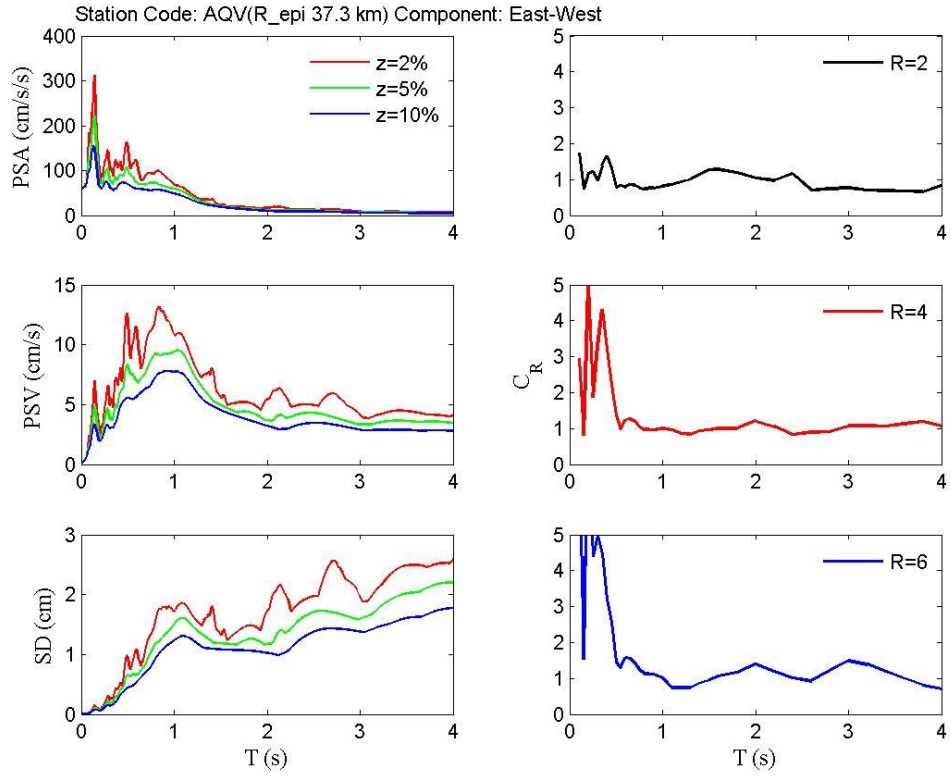 Station Code: AQV(R_epi 37.3 km) Component: East-West
PSA (cm/s/s)
400
300
200
100
0
0 1 2 3 4
z=2%
z=5%
z=10%
5
4
3
2
1
0
0 1 2 3 4
R=2
PSV (cm/s)
15
10
5
0
0 1 2 3 4
C_R
5
4
3
2
1
0
0 1 2 3 4
R=4
SD (cm)
3
2
1
0
0 1 2 3 4
T (s)
5
4
3
2
1
0
0 1 2 3 4
R=6
T (s)